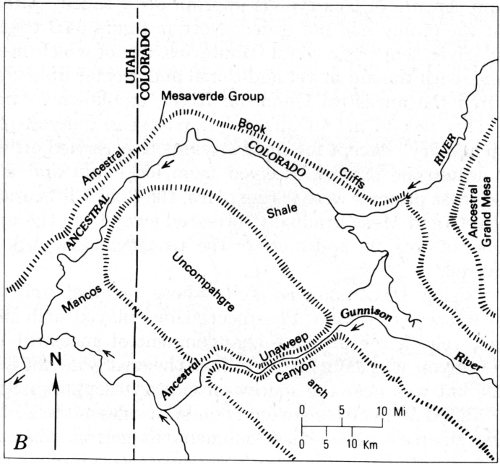 UTAH
COLORADO
Mesaverde Group
Ancestral
Book
Cliffs
ANCESTRAL
COLORADO
RIVER
Ancestral
Grand Mesa
Shale
Mancos
Uncompahgre
Ancestral
Unaweep
Canyon
Gunnison
River
arch
N
0 5 10 Mi
0 5 10 Km
B